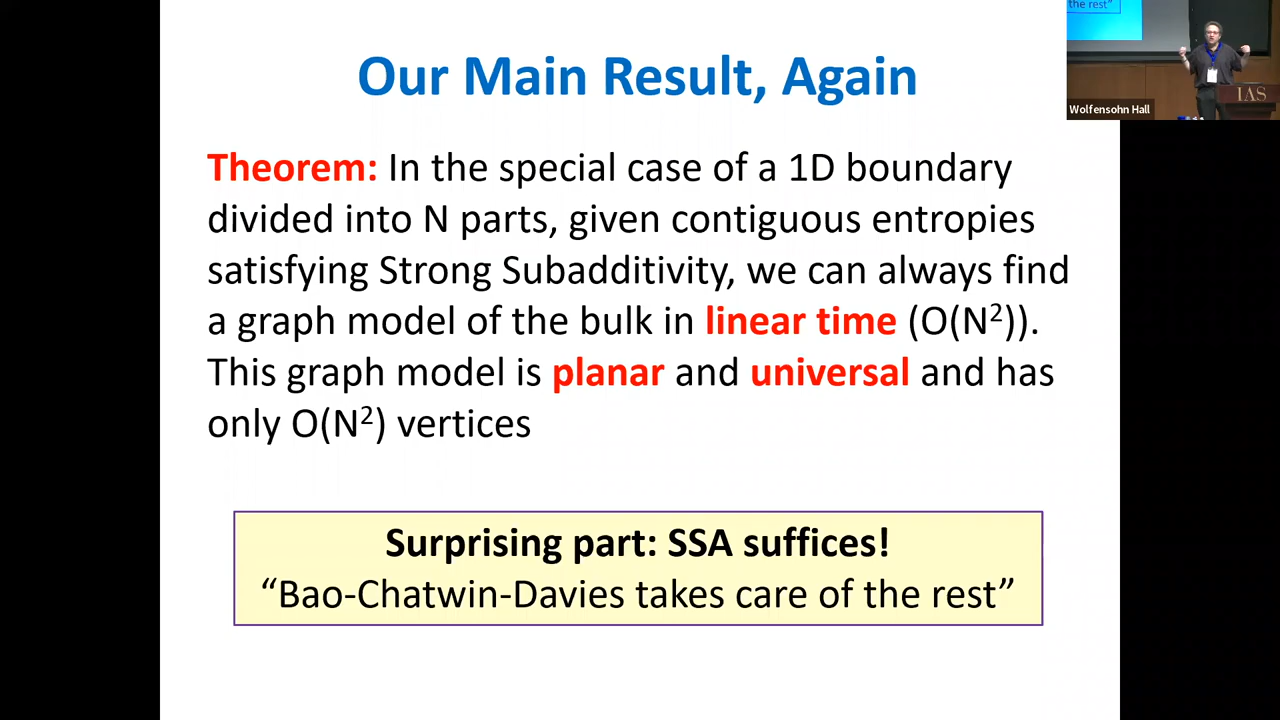 Our Main Result, Again
Theorem: In the special case of a 1D boundary
divided into N parts, given contiguous entropies
satisfying Strong Subadditivity, we can always find
a graph model of the bulk in linear time (O(N²)).
This graph model is planar and universal and has
only O(N²) vertices
Surprising part: SSA suffices!
“Bao-Chatwin-Davies takes care of the rest”
the rest”
Wolfensohn Hall
IAS